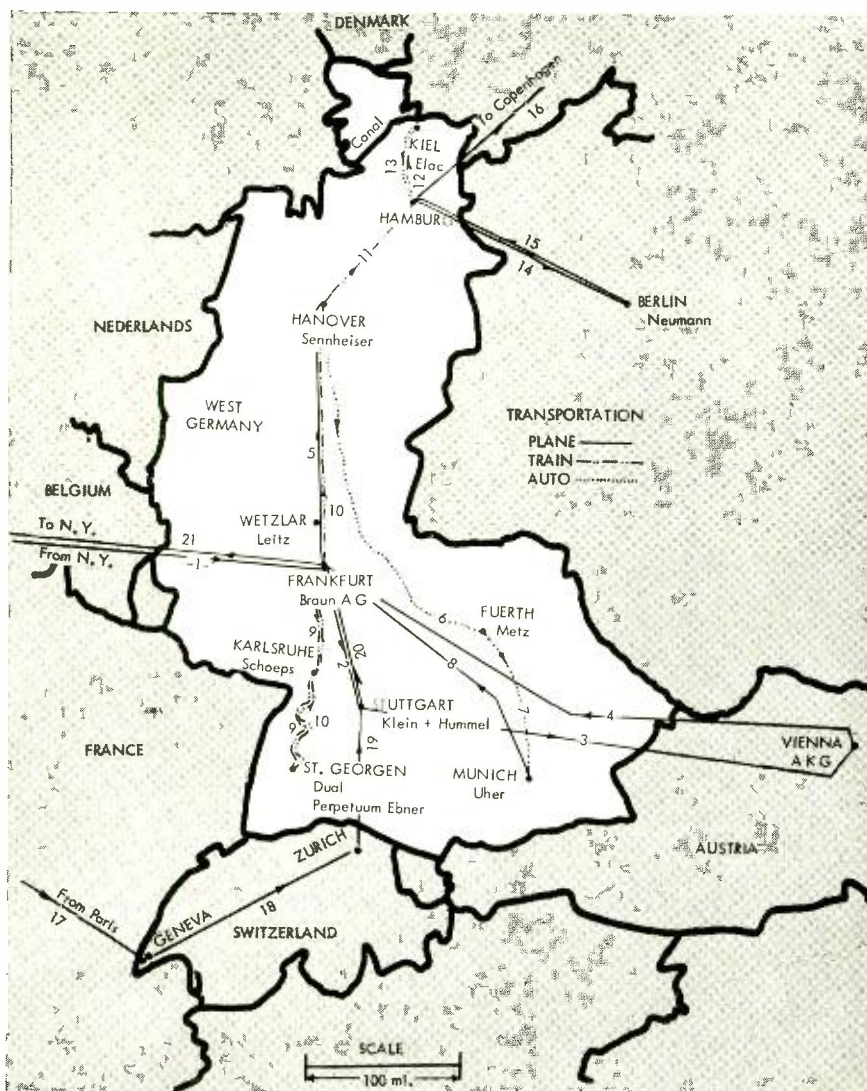 DENMARK
To Copenhagen
16
Canal
KIEL
Elac
13
12
HAMBURG
15
14
11
BERLIN
Neumann
HANOVER
Sennheiser
NEDERLANDS
WEST
GERMANY
TRANSPORTATION
PLANE
TRAIN
AUTO
5
10
BELGIUM
WETZLAR
Leitz
To N.Y.
21
From N.Y.
1
FRANKFURT
Braun AG
6
FUERTH
Metz
9
KARLSRUHE
Schoeps
2
20
8
7
4
STUTTGART
Klein + Hummel
3
VIENNA
AKG
9
10
19
FRANCE
ST. GEORGEN
Dual
Perpetuum Ebner
MUNICH
Uher
ZURICH
AUSTRIA
From Paris
17
GENEVA
18
SWITZERLAND
SCALE
100 mi.